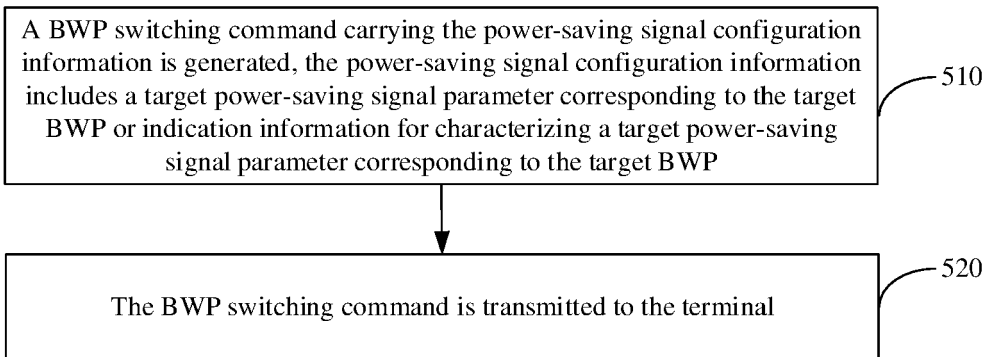 A BWP switching command carrying the power-saving signal configuration
information is generated, the power-saving signal configuration information
includes a target power-saving signal parameter corresponding to the target
BWP or indication information for characterizing a target power-saving
signal parameter corresponding to the target BWP
510
The BWP switching command is transmitted to the terminal
520